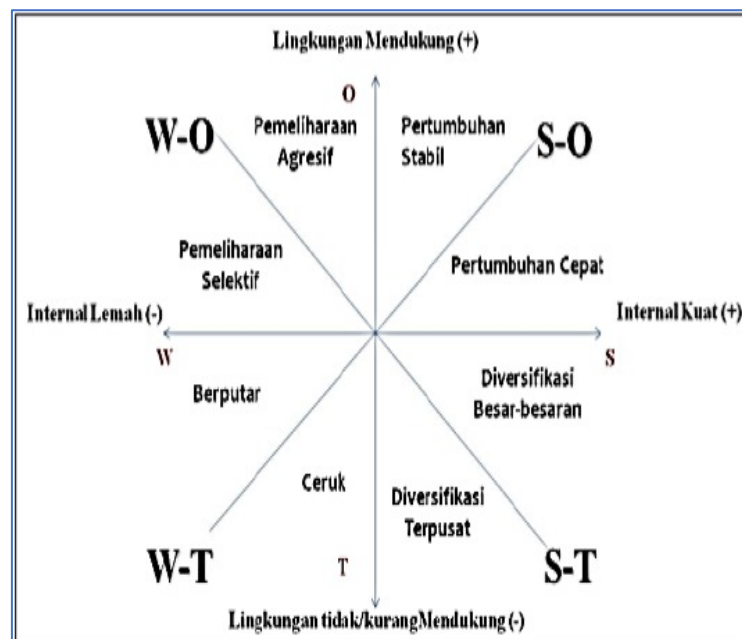 Lingkungan Mendukung (+)
O
W-O
Pemeliharaan
Agresif
Pertumbuhan
Stabil
S-O
Pemeliharaan
Selektif
Pertumbuhan Cepat
Internal Lemah (-)
Internal Kuat (+)
W
S
Berputar
Diversifikasi
Besar-besaran
Ceruk
Diversifikasi
Terpusat
W-T
T
S-T
Lingkungan tidak/kurangMendukung (-)